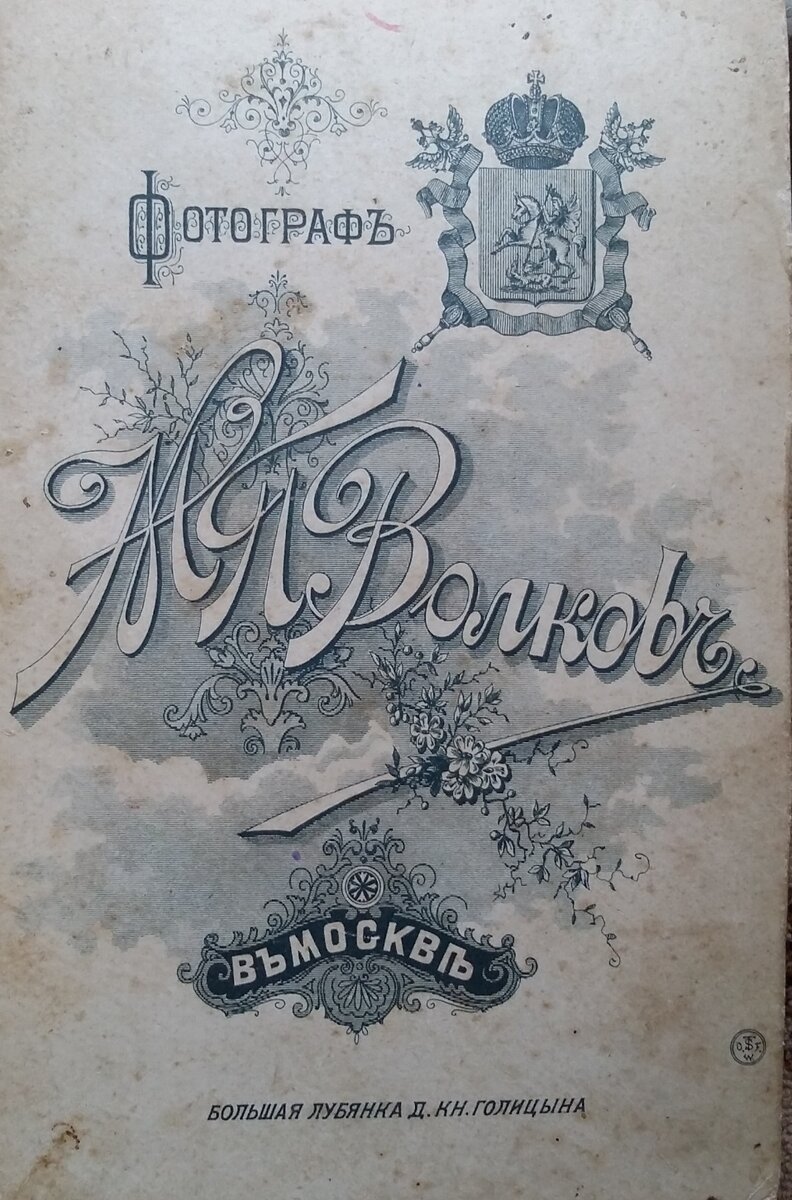 Фотографъ
М П Волковъ
ВЪ МОСКВѢ
БОЛЬШАЯ ЛУБЯНКА Д. КН. ГОЛИЦЫНА